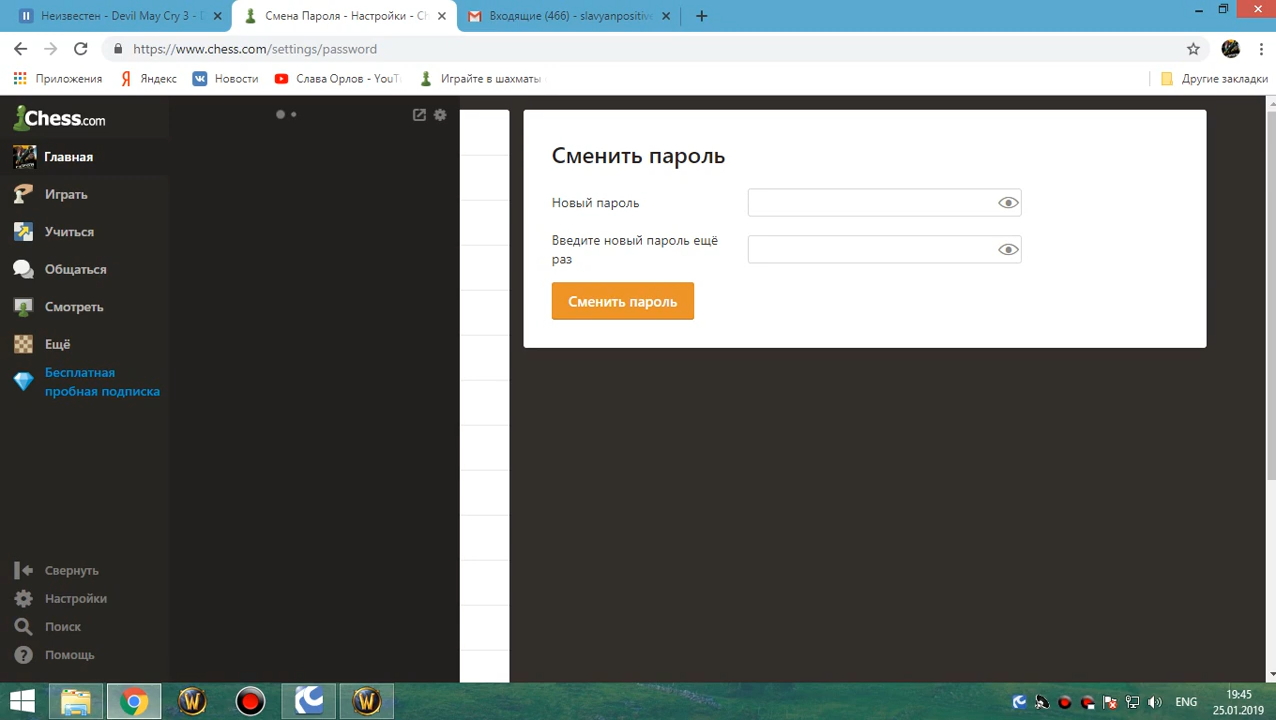 Неизвестен - Devil May Cry 3 -
Смена Пароля - Настройки - Ch
Входящие (466) - slavyanpositive
https://www.chess.com/settings/password
Приложения
Яндекс
Новости
Слава Орлов - YouT
Играйте в шахматы
Другие закладки
Chess.com
Главная
Играть
Учиться
Общаться
Смотреть
Ещё
Бесплатная
пробная подписка
Свернуть
Настройки
Поиск
Помощь
Сменить пароль
Новый пароль
Введите новый пароль ещё
раз
Сменить пароль
ENG
19:45
25.01.2019